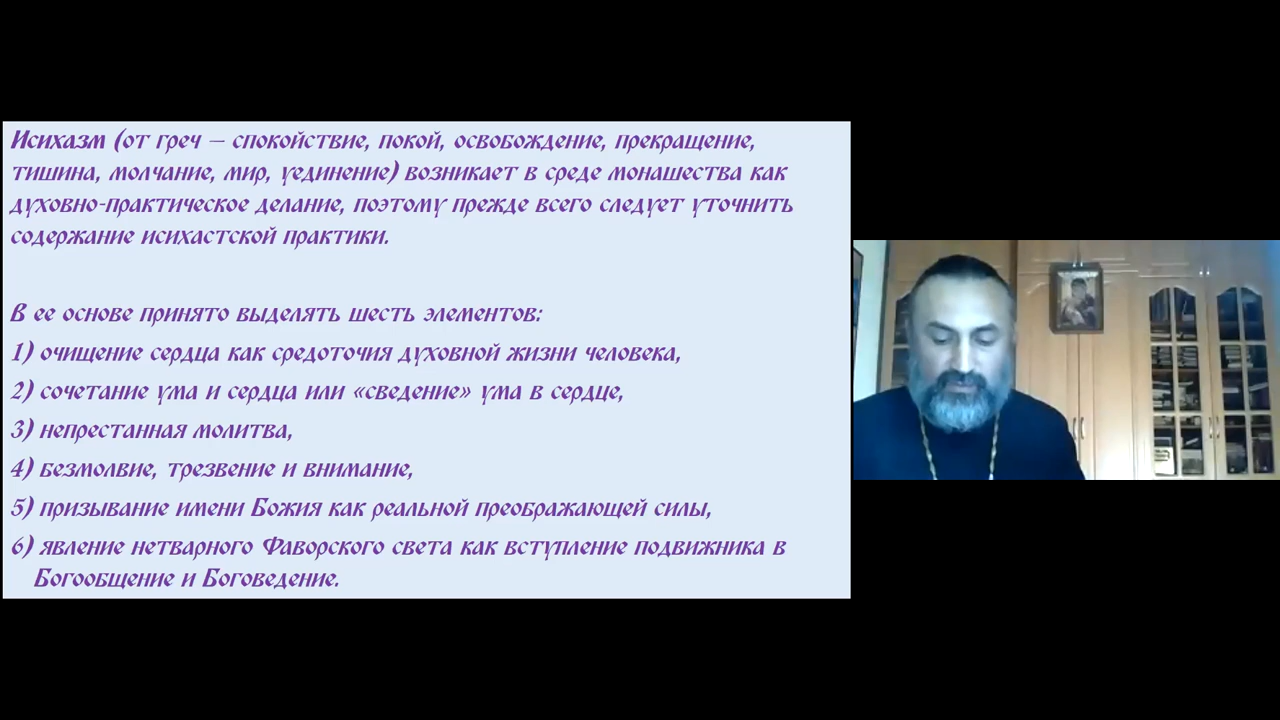 Исихазм (от греч – спокойствие, покой, освобождение, прекращение,
тишина, молчание, мир, уединение) возникает в среде монашества как
духовно-практическое делание, поэтому прежде всего следует уточнить
содержание исихастской практики.
В ее основе принято выделять шесть элементов:
1) очищение сердца как средоточия духовной жизни человека,
2) сочетание ума и сердца или «сведение» ума в сердце,
3) непрестанная молитва,
4) безмолвие, трезвение и внимание,
5) призывание имени Божия как реальной преображающей силы,
6) явление нетварного Фаворского света как вступление подвижника в
Богообщение и Боговедение.